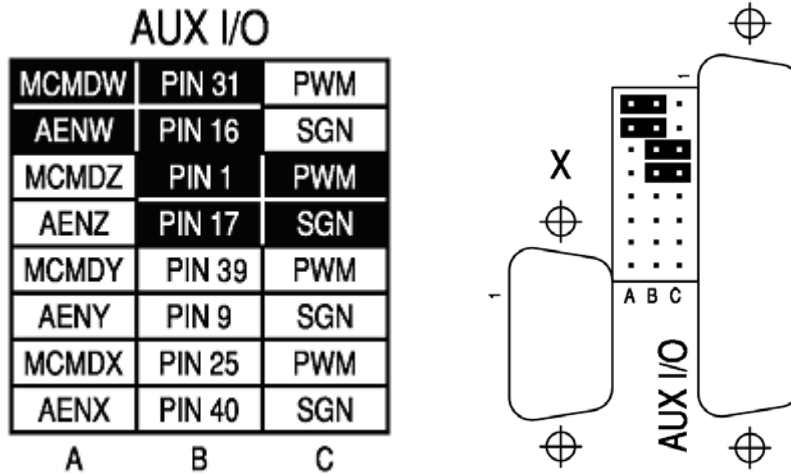 AUX I/O
MCMDW PIN 31 PWM
AENW PIN 16 SGN
MCMDZ PIN 1 PWM
AENZ PIN 17 SGN
MCMDY PIN 39 PWM
AENY PIN 9 SGN
MCMDX PIN 25 PWM
AENX PIN 40 SGN
A B C
1
X
1
A B C
AUX I/O